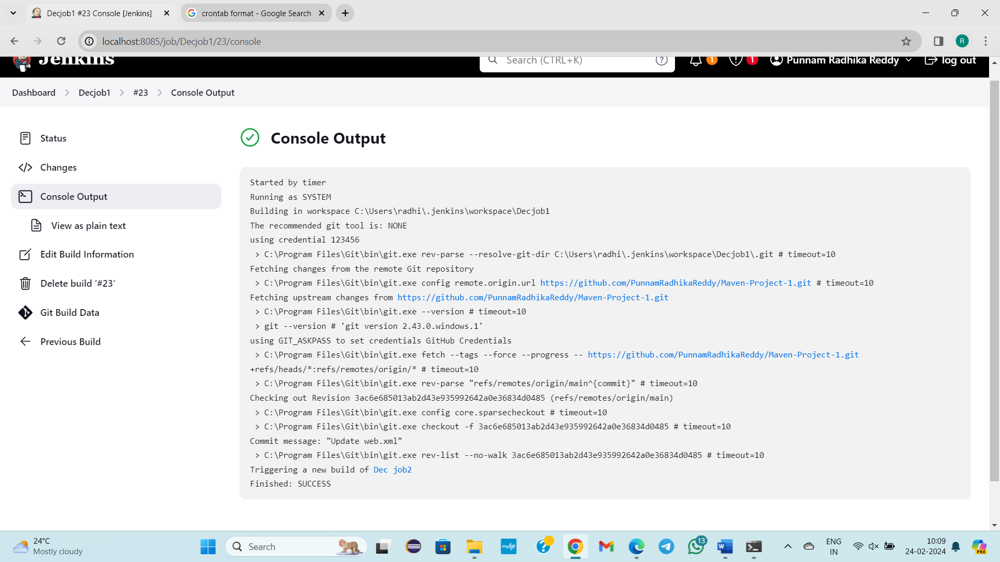 Decjob1 #23 Console [Jenkins]
crontab format - Google Search
localhost:8085/job/Decjob1/23/console
R
Jenkins
Search (CTRL+K)
1
1
Punnam Radhika Reddy
log out
Dashboard
Decjob1
#23
Console Output
Status
Changes
Console Output
View as plain text
Edit Build Information
Delete build ‘#23’
Git Build Data
Previous Build
Console Output
Started by timer
Running as SYSTEM
Building in workspace C:\Users\radhi\.jenkins\workspace\Decjob1
The recommended git tool is: NONE
using credential 123456
> C:\Program Files\Git\bin\git.exe rev-parse --resolve-git-dir C:\Users\radhi\.jenkins\workspace\Decjob1\.git # timeout=10
Fetching changes from the remote Git repository
> C:\Program Files\Git\bin\git.exe config remote.origin.url https://github.com/PunnamRadhikaReddy/Maven-Project-1.git # timeout=10
Fetching upstream changes from https://github.com/PunnamRadhikaReddy/Maven-Project-1.git
> C:\Program Files\Git\bin\git.exe --version # timeout=10
> git --version # 'git version 2.43.0.windows.1'
using GIT_ASKPASS to set credentials GitHub Credentials
> C:\Program Files\Git\bin\git.exe fetch --tags --force --progress -- https://github.com/PunnamRadhikaReddy/Maven-Project-1.git
+refs/heads/*:refs/remotes/origin/* # timeout=10
> C:\Program Files\Git\bin\git.exe rev-parse "refs/remotes/origin/main^{commit}" # timeout=10
Checking out Revision 3ac6e685013ab2d43e935992642a0e36834d0485 (refs/remotes/origin/main)
> C:\Program Files\Git\bin\git.exe config core.sparsecheckout # timeout=10
> C:\Program Files\Git\bin\git.exe checkout -f 3ac6e685013ab2d43e935992642a0e36834d0485 # timeout=10
Commit message: "Update web.xml"
> C:\Program Files\Git\bin\git.exe rev-list --no-walk 3ac6e685013ab2d43e935992642a0e36834d0485 # timeout=10
Triggering a new build of Dec job2
Finished: SUCCESS
24°C
Mostly cloudy
Search
myhp
13
ENG
IN
10:09
24-02-2024
PRE